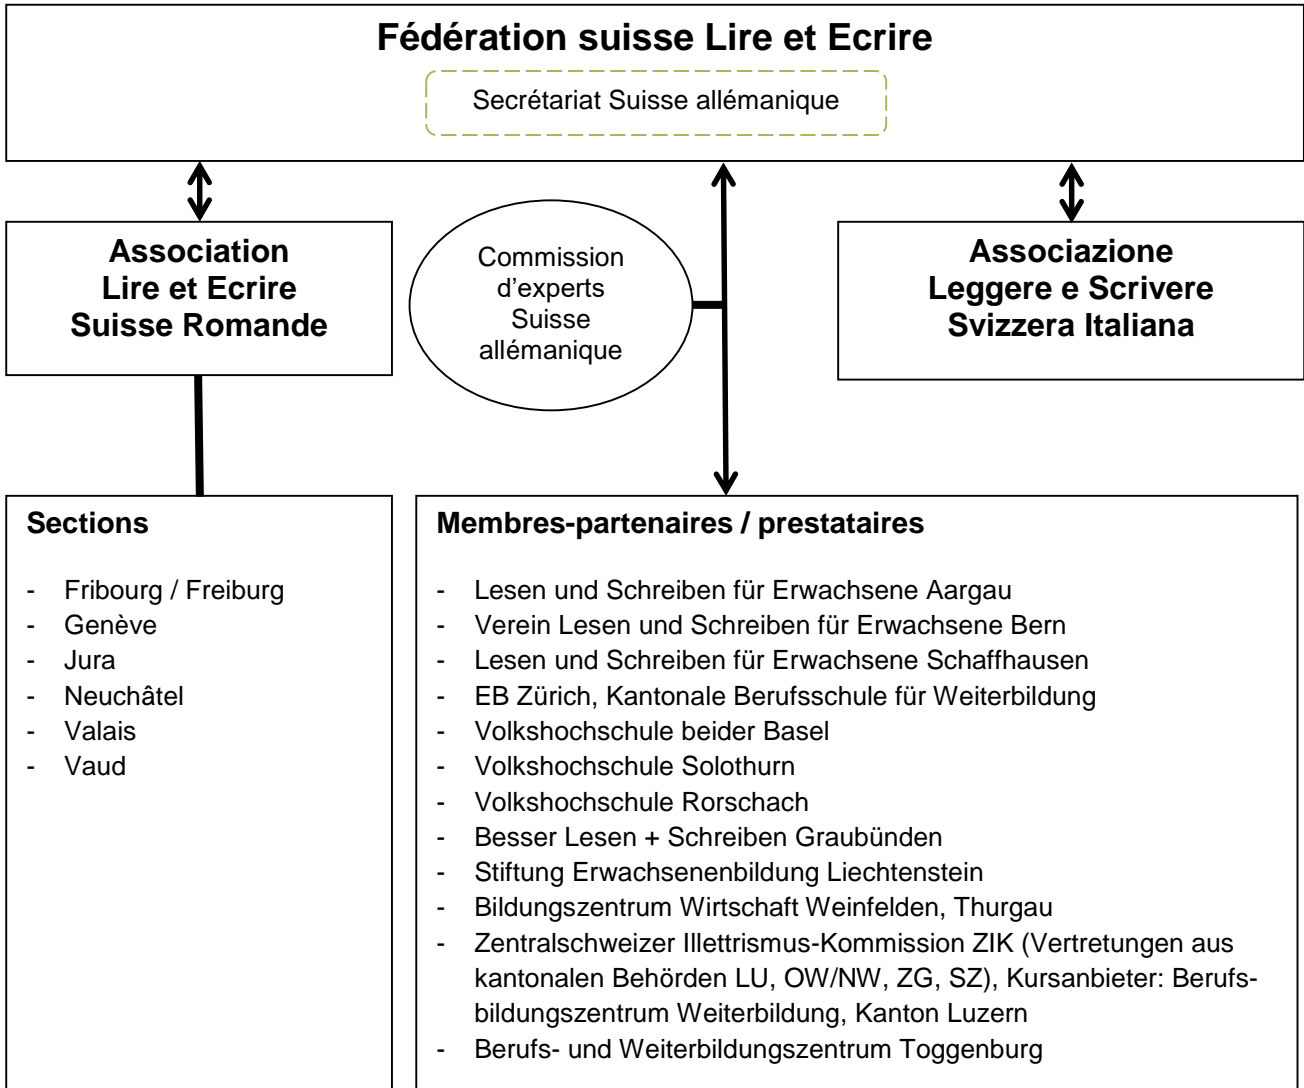 Fédération suisse Lire et Ecrire
Secrétariat Suisse allémanique
Association
Lire et Ecrire
Suisse Romande
Commission
d'experts
Suisse
allémanique
Associazione
Leggere e Scrivere
Svizzera Italiana
Sections
- Fribourg / Freiburg
- Genève
- Jura
- Neuchâtel
- Valais
- Vaud
Membres-partenaires / prestataires
- Lesen und Schreiben für Erwachsene Aargau
- Verein Lesen und Schreiben für Erwachsene Bern
- Lesen und Schreiben für Erwachsene Schaffhausen
- EB Zürich, Kantonale Berufsschule für Weiterbildung
- Volkshochschule beider Basel
- Volkshochschule Solothurn
- Volkshochschule Rorschach
- Besser Lesen + Schreiben Graubünden
- Stiftung Erwachsenenbildung Liechtenstein
- Bildungszentrum Wirtschaft Weinfelden, Thurgau
- Zentralschweizer Illettrismus-Kommission ZIK (Vertretungen aus
kantonalen Behörden LU, OW/NW, ZG, SZ), Kursanbieter: Berufs-
bildungszentrum Weiterbildung, Kanton Luzern
- Berufs- und Weiterbildungszentrum Toggenburg